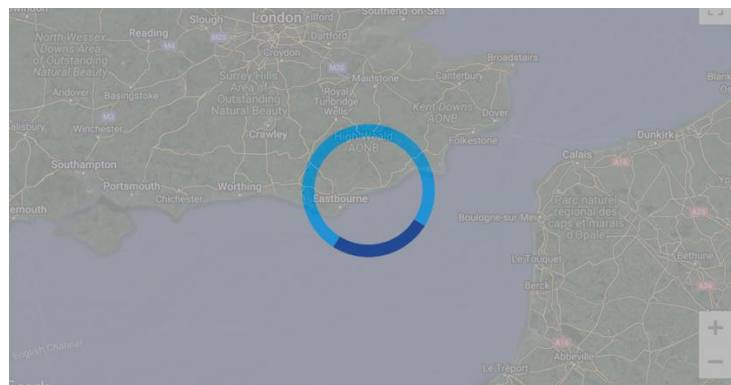 Slough
London
Ilford
Southend-on-Sea
North Wessex
Downs Area
of Outstanding
Natural Beauty
Reading
M4
M25
Dartford
Croydon
Surrey Hills
Area of
Outstanding
Natural Beauty
M26
Maidstone
Canterbury
Broadstairs
Andover
Basingstoke
Royal
Tunbridge
Wells
Kent Downs
AONB
Dover
M3
Winchester
Crawley
High Weald
AONB
Folkestone
Dunkirk
Calais
A16
Southampton
Portsmouth
Chichester
Worthing
Eastbourne
Boulogne-sur-Mer
Parc naturel
régional des
caps et marais
d'Opale
A25
Le Touquet
Béthune
Berck
A26
English Channel
A16
Abbeville
Le Tréport
+
−